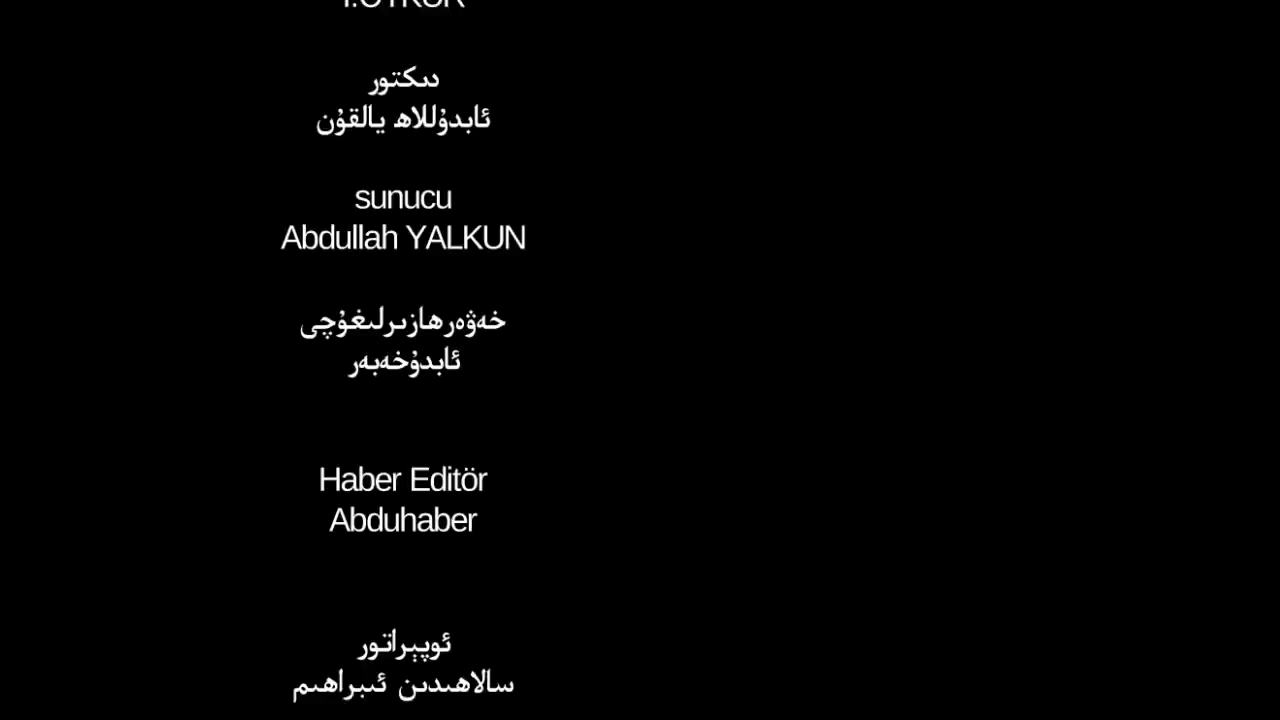 دىكتور
ئابدۇللاھ يالقۇن
sunucu
Abdullah YALKUN
خەۋەرھازىرلىغۇچى
ئابدۇخەبەر
Haber Editör
Abduhaber
ئوپېراتور
سالاھىدىن ئىبراھىم